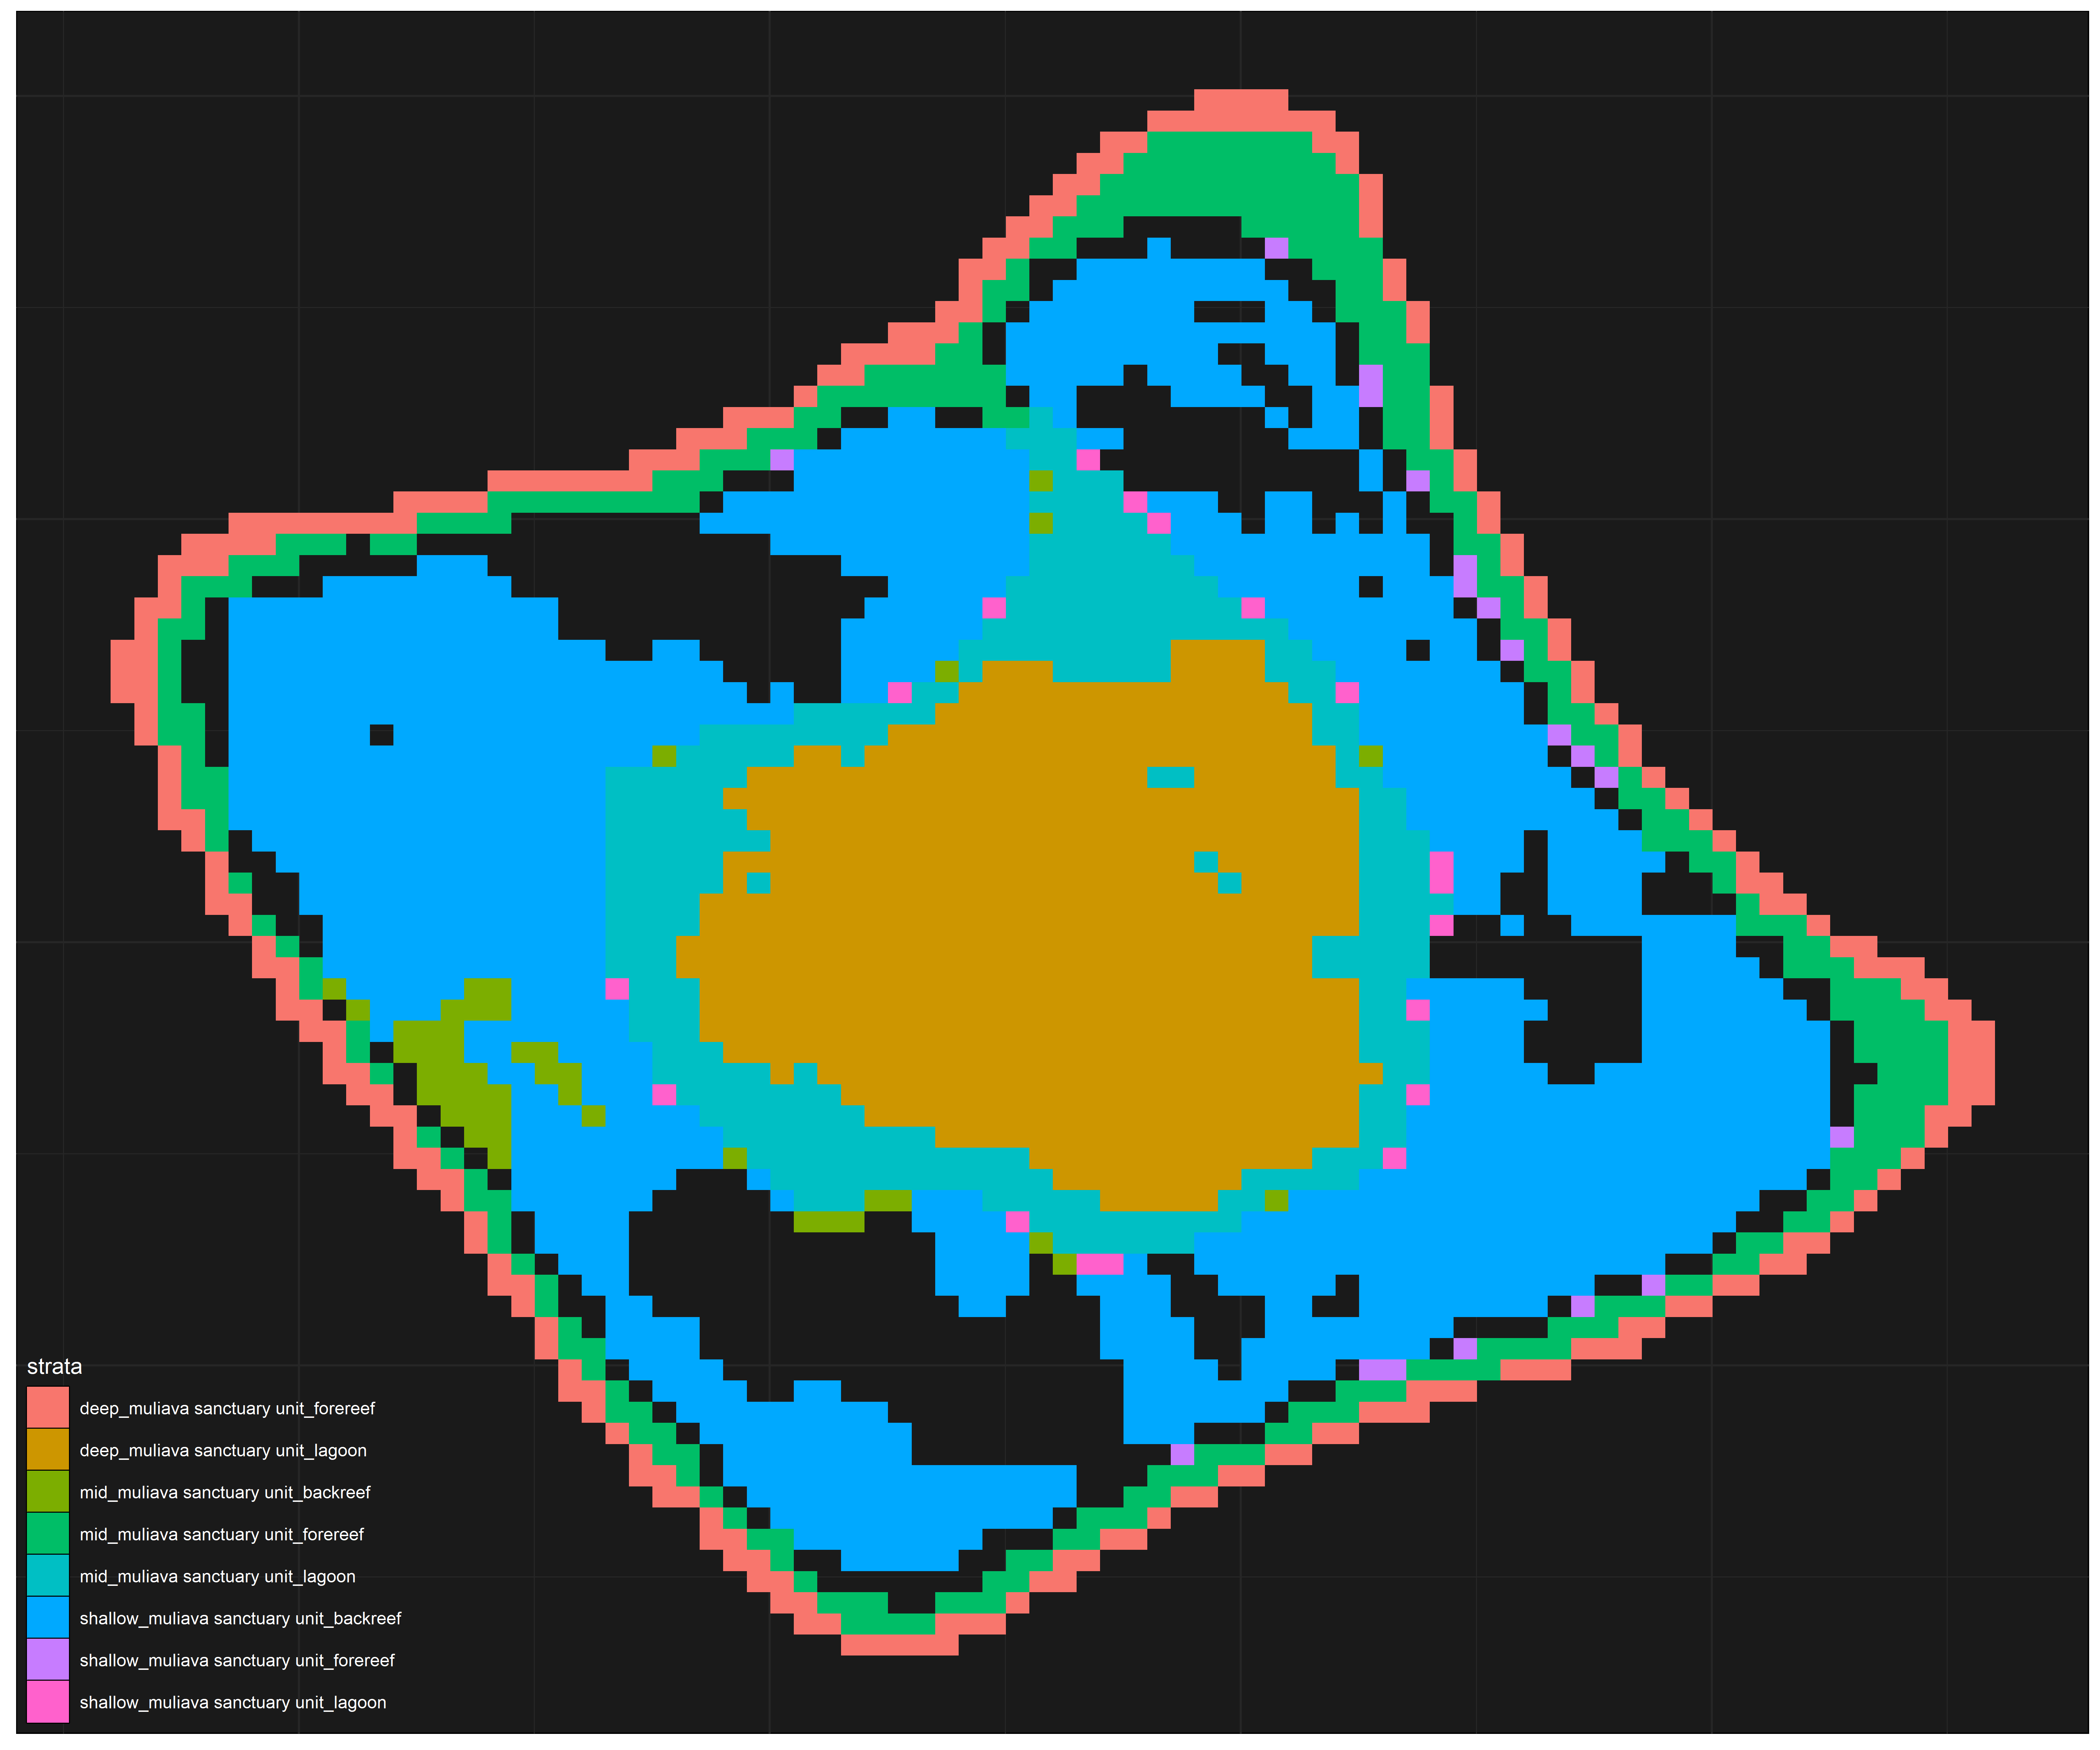 strata
deep_muliava sanctuary unit_forereef
deep_muliava sanctuary unit_lagoon
mid_muliava sanctuary unit_backreef
mid_muliava sanctuary unit_forereef
mid_muliava sanctuary unit_lagoon
shallow_muliava sanctuary unit_backreef
shallow_muliava sanctuary unit_forereef
shallow_muliava sanctuary unit_lagoon